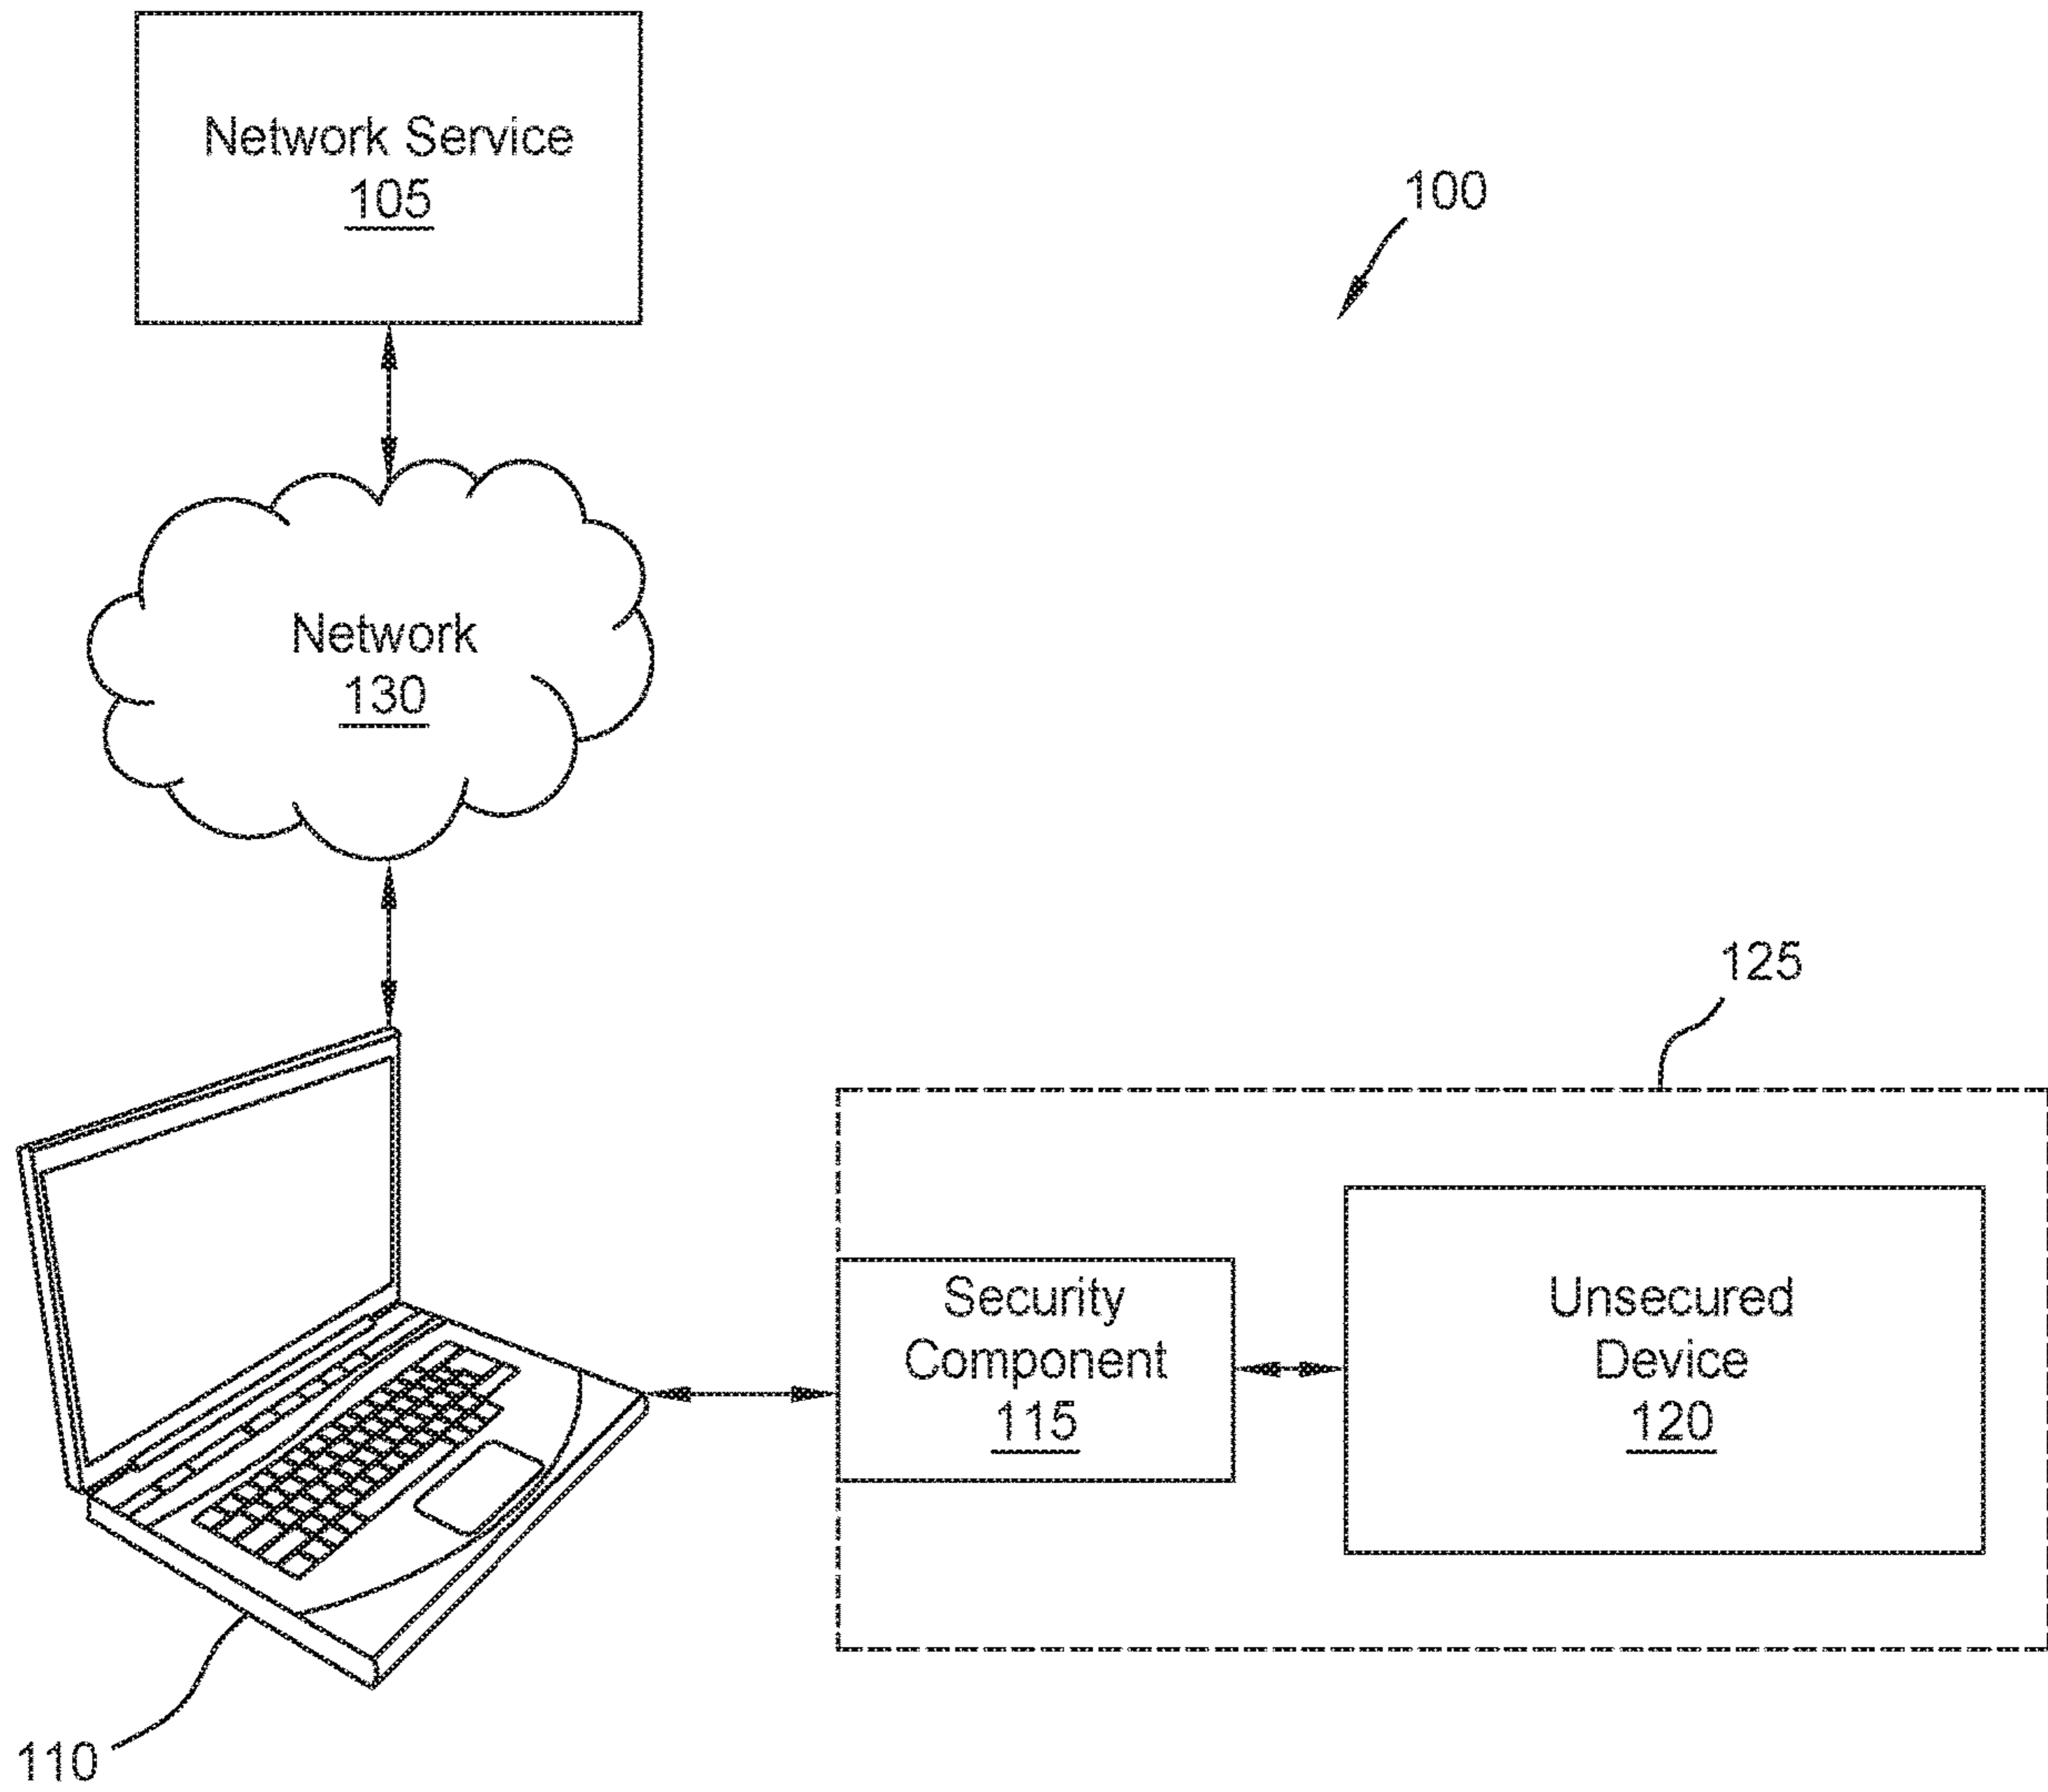 Network Service
105
100
Network
130
125
Security
Component
115
Unsecured
Device
120
110